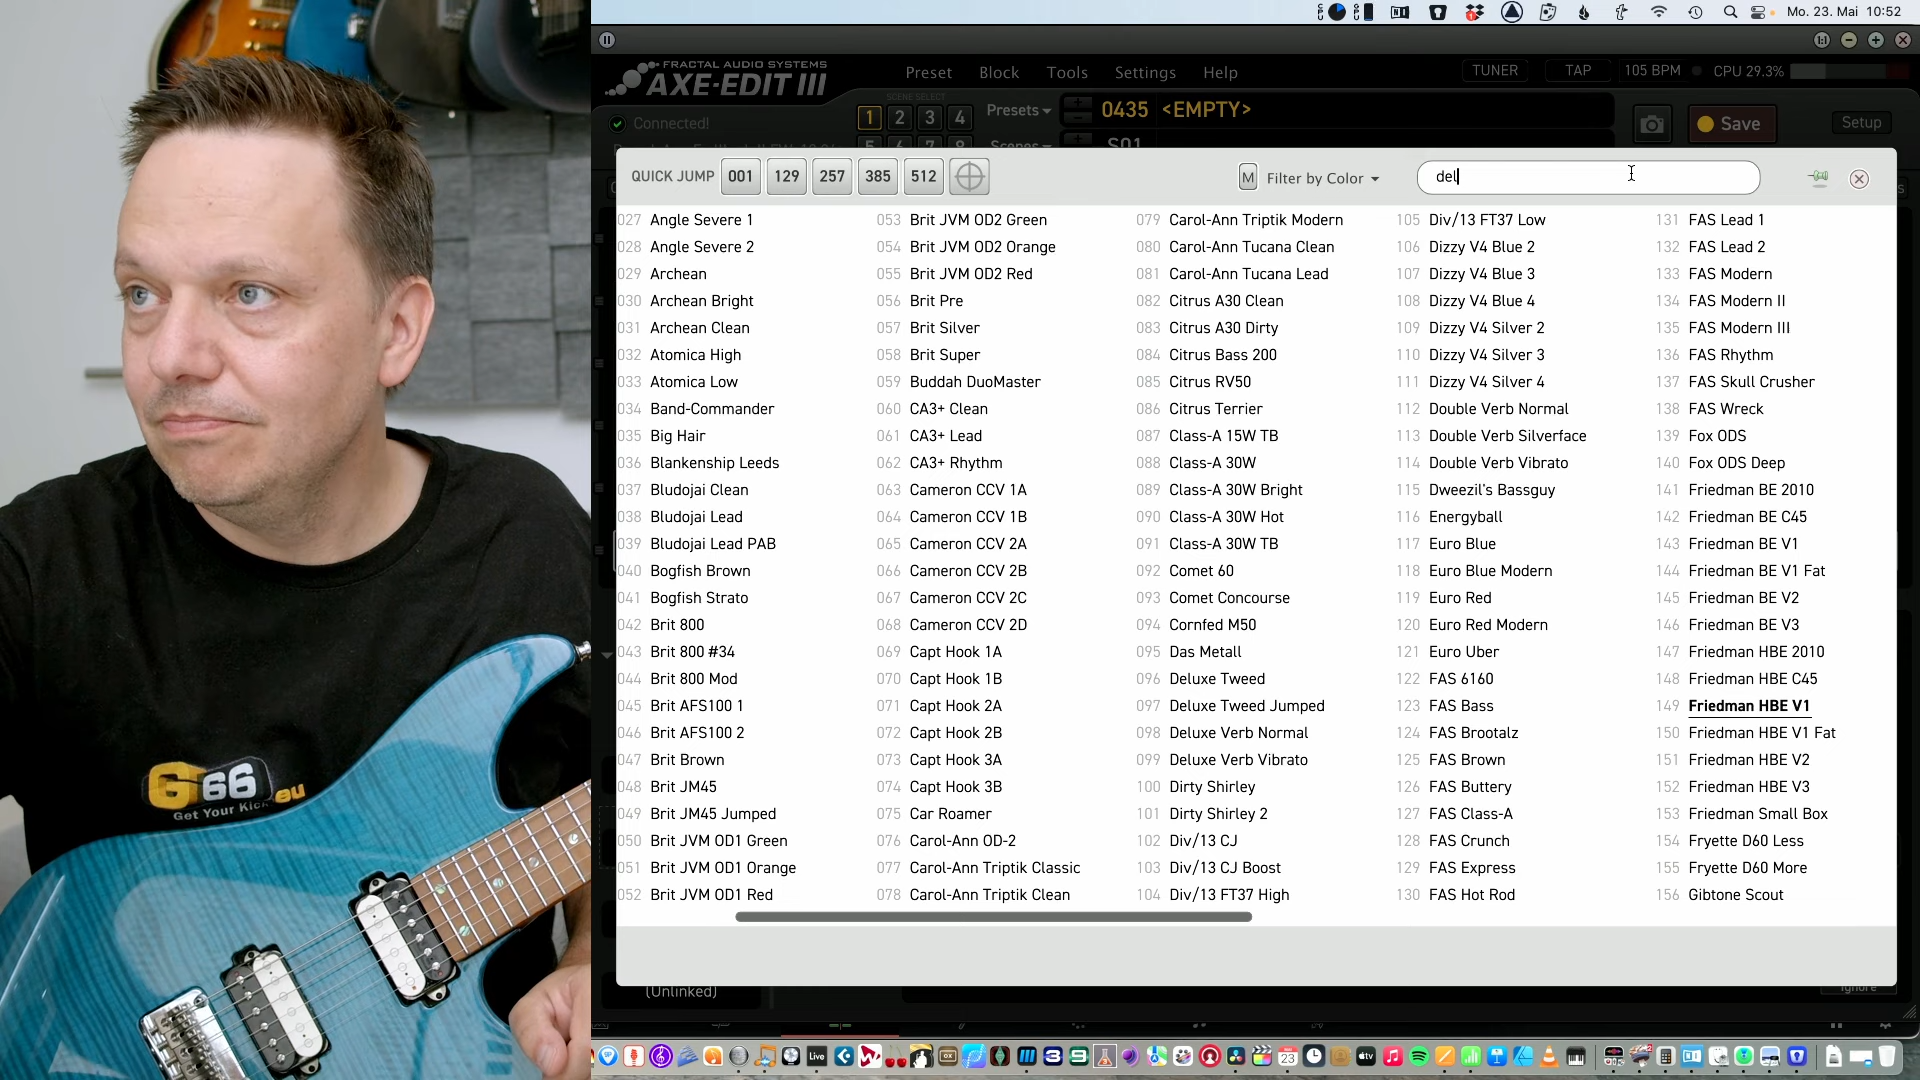 Mo. 23. Mai 10:52
FRACTAL AUDIO SYSTEMS
AXE-EDIT III
Preset Block Tools Settings Help
TUNER TAP 105 BPM CPU 29.3%
SCENE SELECT
Connected!
1 2 3 4
Presets
0435 <EMPTY>
Save
Setup
QUICK JUMP 001 129 257 385 512
M Filter by Color
del
027 Angle Severe 1
028 Angle Severe 2
029 Archean
030 Archean Bright
031 Archean Clean
032 Atomica High
033 Atomica Low
034 Band-Commander
035 Big Hair
036 Blankenship Leeds
037 Bludojai Clean
038 Bludojai Lead
039 Bludojai Lead PAB
040 Bogfish Brown
041 Bogfish Strato
042 Brit 800
043 Brit 800 #34
044 Brit 800 Mod
045 Brit AFS100 1
046 Brit AFS100 2
047 Brit Brown
048 Brit JM45
049 Brit JM45 Jumped
050 Brit JVM OD1 Green
051 Brit JVM OD1 Orange
052 Brit JVM OD1 Red
053 Brit JVM OD2 Green
054 Brit JVM OD2 Orange
055 Brit JVM OD2 Red
056 Brit Pre
057 Brit Silver
058 Brit Super
059 Buddah DuoMaster
060 CA3+ Clean
061 CA3+ Lead
062 CA3+ Rhythm
063 Cameron CCV 1A
064 Cameron CCV 1B
065 Cameron CCV 2A
066 Cameron CCV 2B
067 Cameron CCV 2C
068 Cameron CCV 2D
069 Capt Hook 1A
070 Capt Hook 1B
071 Capt Hook 2A
072 Capt Hook 2B
073 Capt Hook 3A
074 Capt Hook 3B
075 Car Roamer
076 Carol-Ann OD-2
077 Carol-Ann Triptik Classic
078 Carol-Ann Triptik Clean
079 Carol-Ann Triptik Modern
080 Carol-Ann Tucana Clean
081 Carol-Ann Tucana Lead
082 Citrus A30 Clean
083 Citrus A30 Dirty
084 Citrus Bass 200
085 Citrus RV50
086 Citrus Terrier
087 Class-A 15W TB
088 Class-A 30W
089 Class-A 30W Bright
090 Class-A 30W Hot
091 Class-A 30W TB
092 Comet 60
093 Comet Concourse
094 Cornfed M50
095 Das Metall
096 Deluxe Tweed
097 Deluxe Tweed Jumped
098 Deluxe Verb Normal
099 Deluxe Verb Vibrato
100 Dirty Shirley
101 Dirty Shirley 2
102 Div/13 CJ
103 Div/13 CJ Boost
104 Div/13 FT37 High
105 Div/13 FT37 Low
106 Dizzy V4 Blue 2
107 Dizzy V4 Blue 3
108 Dizzy V4 Blue 4
109 Dizzy V4 Silver 2
110 Dizzy V4 Silver 3
111 Dizzy V4 Silver 4
112 Double Verb Normal
113 Double Verb Silverface
114 Double Verb Vibrato
115 Dweezil's Bassguy
116 Energyball
117 Euro Blue
118 Euro Blue Modern
119 Euro Red
120 Euro Red Modern
121 Euro Uber
122 FAS 6160
123 FAS Bass
124 FAS Brootalz
125 FAS Brown
126 FAS Buttery
127 FAS Class-A
128 FAS Crunch
129 FAS Express
130 FAS Hot Rod
131 FAS Lead 1
132 FAS Lead 2
133 FAS Modern
134 FAS Modern II
135 FAS Modern III
136 FAS Rhythm
137 FAS Skull Crusher
138 FAS Wreck
139 Fox ODS
140 Fox ODS Deep
141 Friedman BE 2010
142 Friedman BE C45
143 Friedman BE V1
144 Friedman BE V1 Fat
145 Friedman BE V2
146 Friedman BE V3
147 Friedman HBE 2010
148 Friedman HBE C45
149 Friedman HBE V1
150 Friedman HBE V1 Fat
151 Friedman HBE V2
152 Friedman HBE V3
153 Friedman Small Box
154 Fryette D60 Less
155 Fryette D60 More
156 Gibtone Scout
(Unlinked)
G66
.eu
Get Your Kick